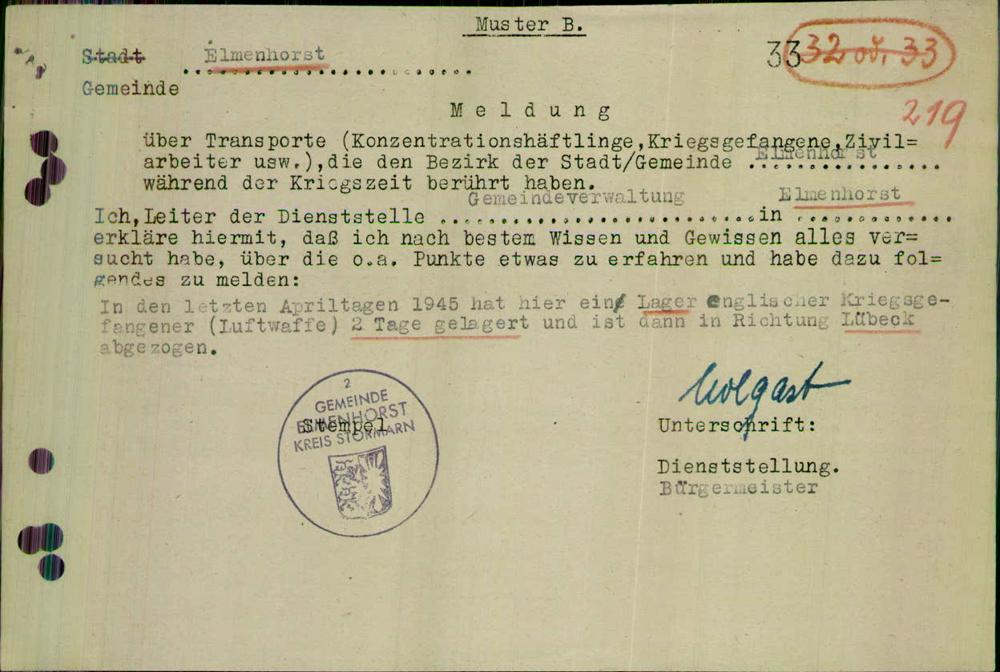 Muster B.
Stadt Elmenhorst
33 32 od. 33
Gemeinde
219
Meldung
über Transporte (Konzentrationshäftlinge,Kriegsgefangene,Zivil=
arbeiter usw.),die den Bezirk der Stadt/Gemeinde Elmenhorst
während der Kriegszeit berührt haben.
Ich,Leiter der Dienststelle Gemeindeverwaltung in Elmenhorst
erkläre hiermit, daß ich nach bestem Wissen und Gewissen alles ver=
sucht habe, über die o.a. Punkte etwas zu erfahren und habe dazu fol=
gendes zu melden:
In den letzten Apriltagen 1945 hat hier ein Lager englischer Kriegsge-
fangener (Luftwaffe) 2 Tage gelagert und ist dann in Richtung Lübeck
abgezogen.
2
GEMEINDE
ELMENHORST
KREIS STORMARN
Stempel
Wolgast
Unterschrift:
Dienststellung.
Bürgermeister